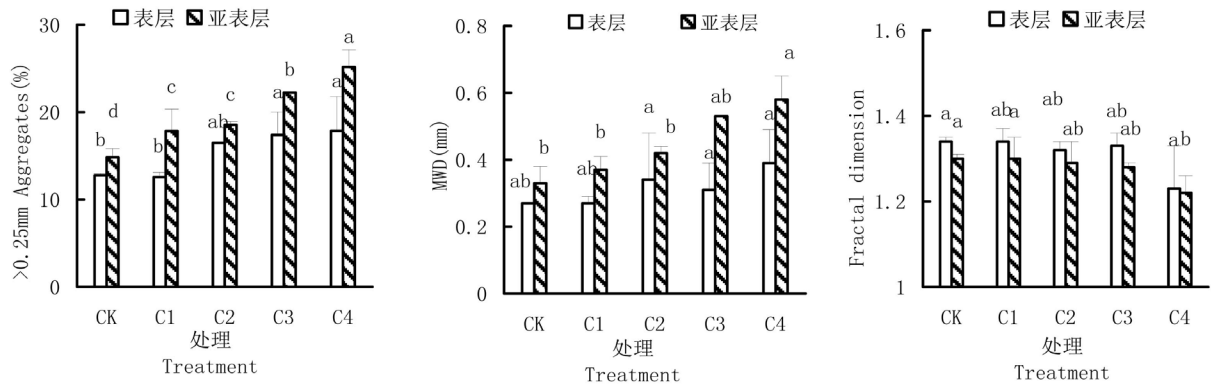 表层 亚表层
>0.25mm Aggregates(%)
30
20
10
0
b d b c ab c a b a a
CK C1 C2 C3 C4
处理
Treatment
表层 亚表层
MWD(mm)
0.8
0.6
0.4
0.2
0
ab b ab b a b a ab a a
CK C1 C2 C3 C4
处理
Treatment
表层 亚表层
Fractal dimension
1.6
1.4
1.2
1
a a ab a ab ab ab ab ab
CK C1 C2 C3 C4
处理
Treatment